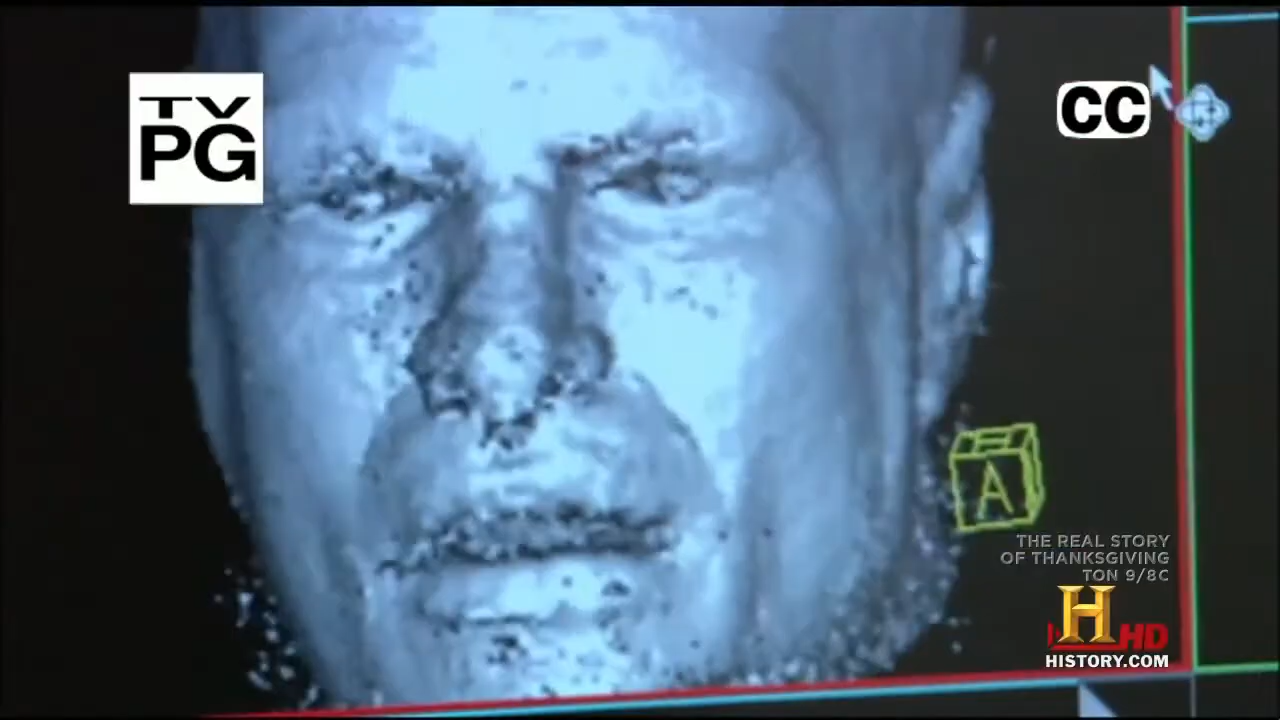 TV
PG
CC
A
THE REAL STORY
OF THANKSGIVING
TON 9/8C
H HD
HISTORY.COM